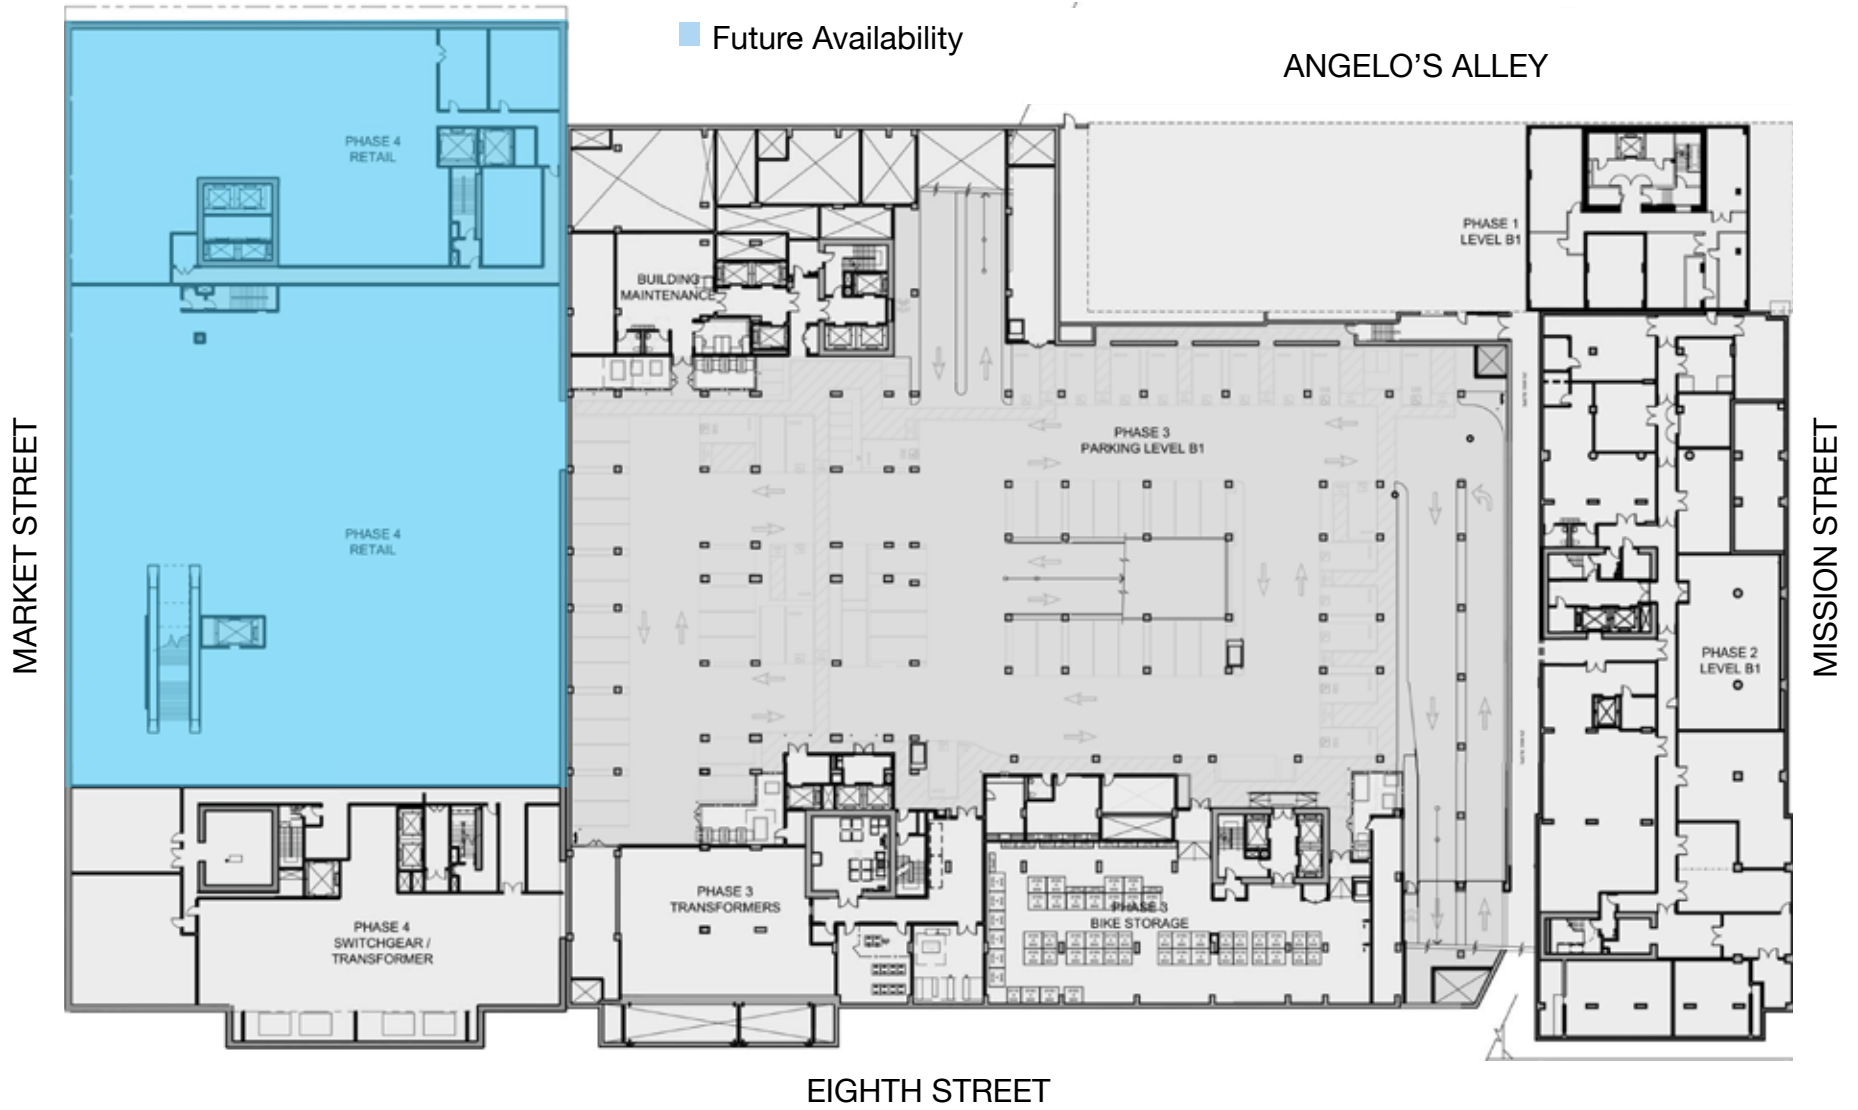 Future Availability
ANGELO'S ALLEY
PHASE 4
RETAIL
PHASE 1
LEVEL B1
BUILDING
MAINTENANCE
PHASE 3
PARKING LEVEL B1
MARKET STREET
PHASE 4
RETAIL
MISSION STREET
PHASE 2
LEVEL B1
PHASE 3
TRANSFORMERS
PHASE 3
BIKE STORAGE
PHASE 4
SWITCHGEAR /
TRANSFORMER
EIGHTH STREET